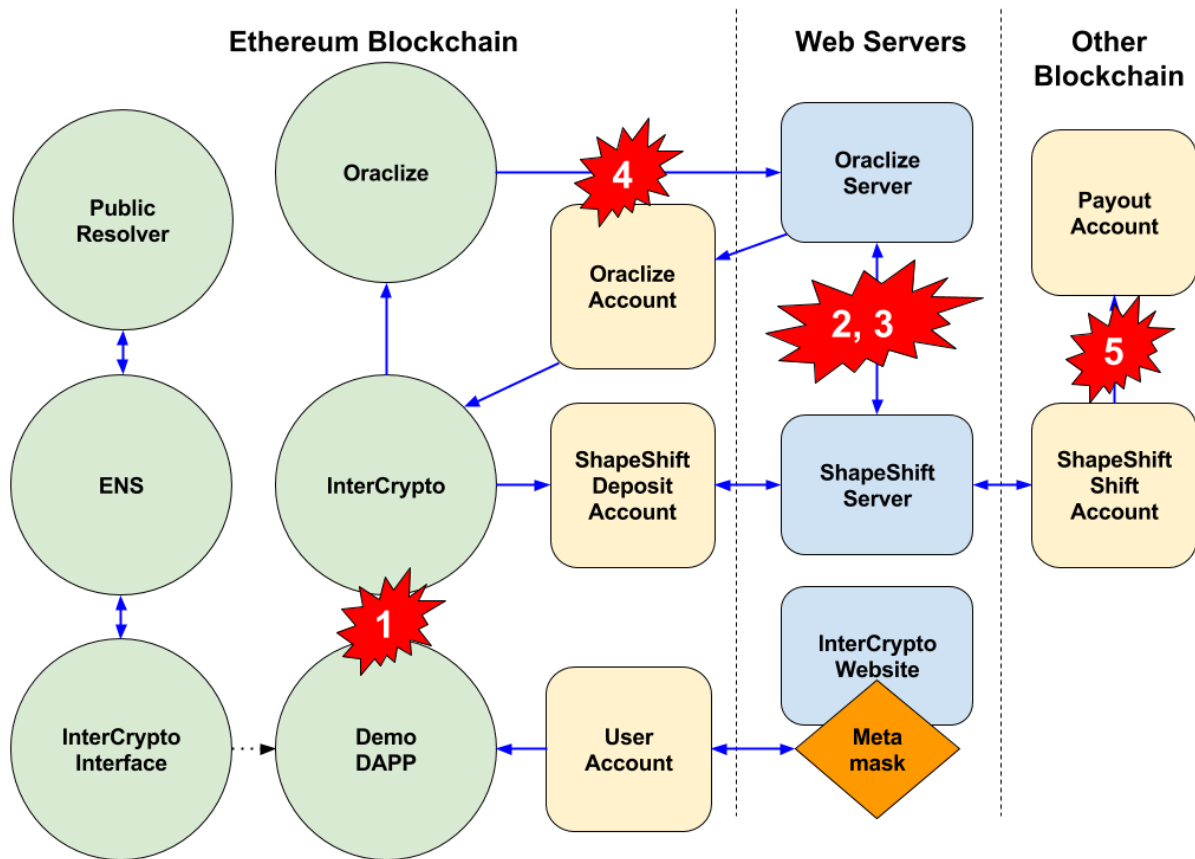 Ethereum Blockchain
Web Servers
Other
Blockchain
Public
Resolver
Oraclize
4
Oraclize
Server
Payout
Account
Oraclize
Account
2, 3
5
ENS
InterCrypto
ShapeShift
Deposit
Account
ShapeShift
Server
ShapeShift
Shift
Account
1
InterCrypto
Website
InterCrypto
Interface
Demo
DAPP
User
Account
Meta
mask